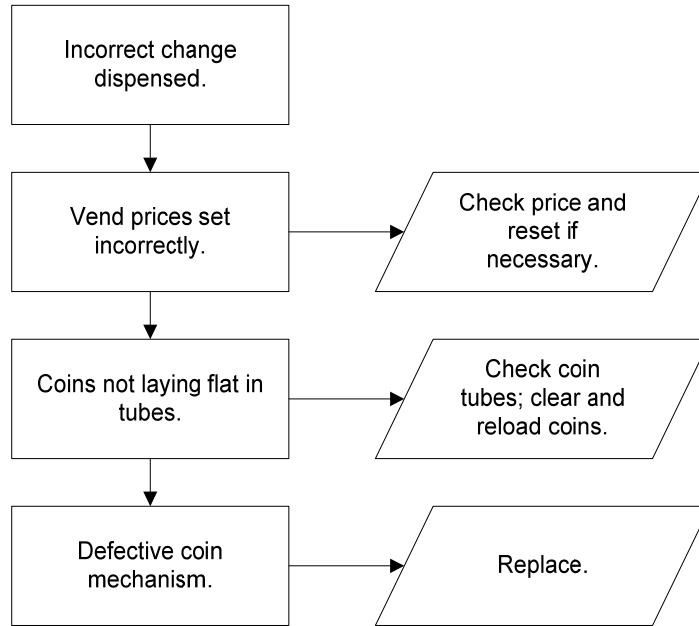 Incorrect change
dispensed.
Vend prices set
incorrectly.
Check price and
reset if
necessary.
Coins not laying flat in
tubes.
Check coin
tubes; clear and
reload coins.
Defective coin
mechanism.
Replace.